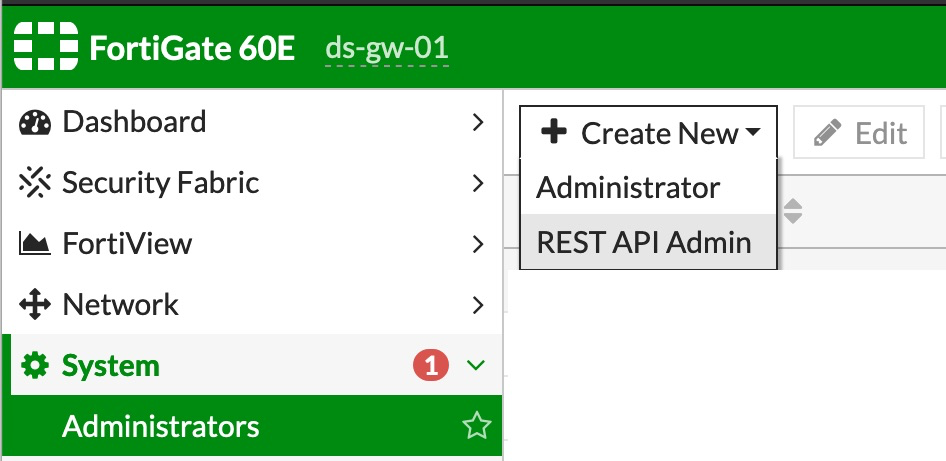 FortiGate 60E ds-gw-01
Dashboard
Security Fabric
FortiView
Network
System 1
Administrators
Create New Edit
Administrator
REST API Admin